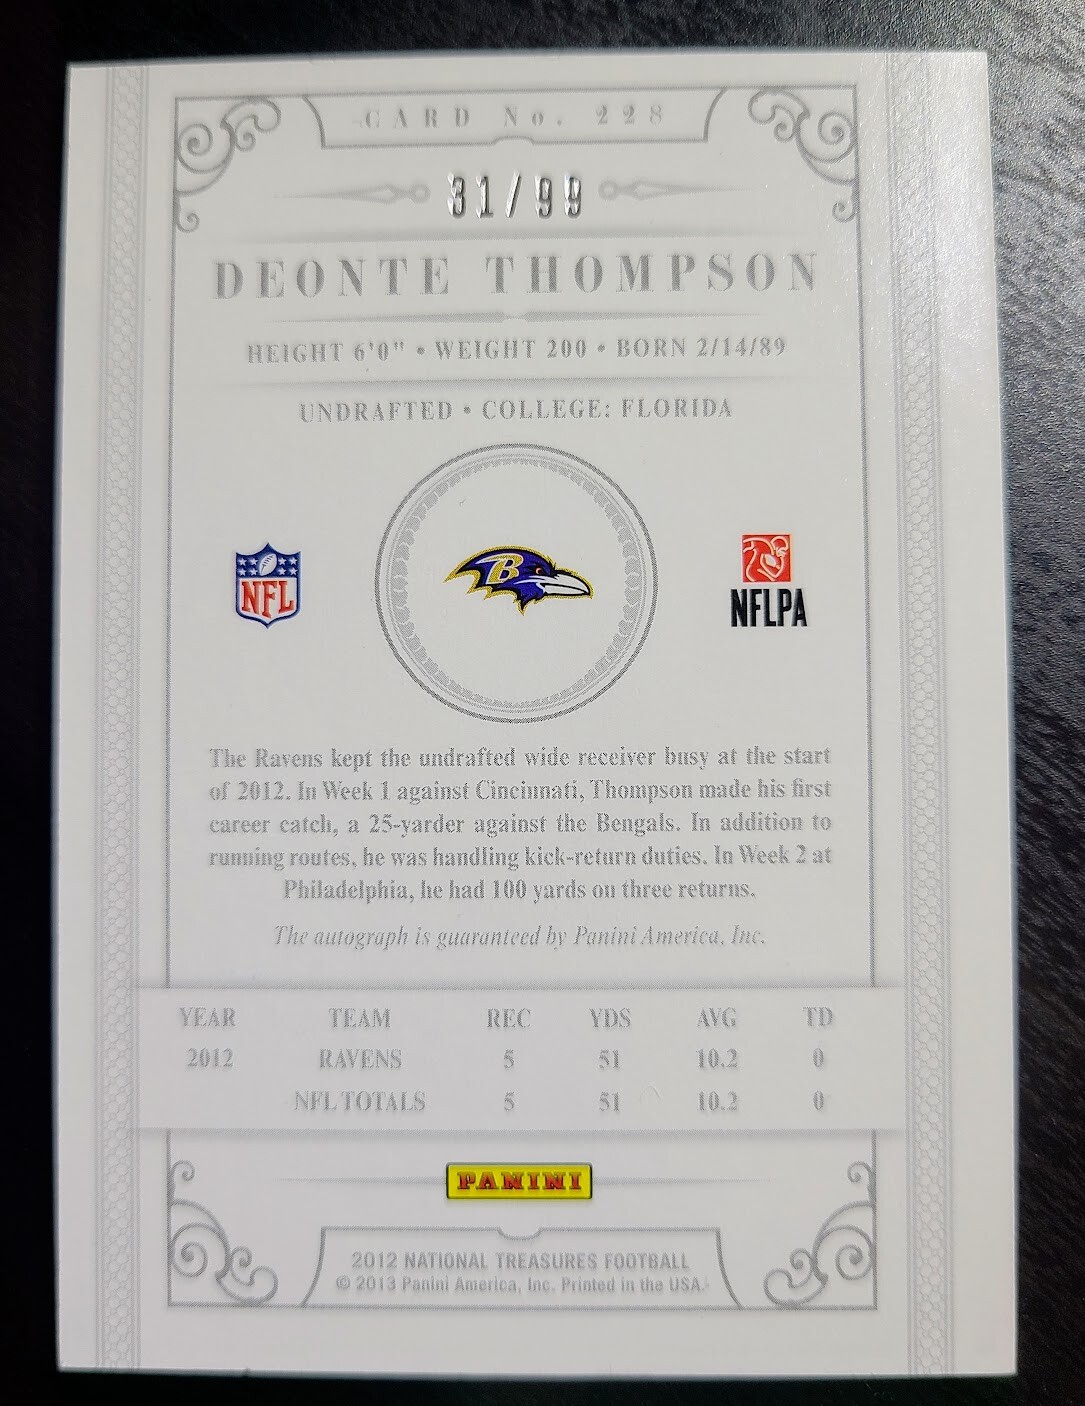 CARD No. 228
31/99
DEONTE THOMPSON
HEIGHT 6'0" • WEIGHT 200 • BORN 2/14/89
UNDRAFTED • COLLEGE: FLORIDA
B
NFL
NFLPA
The Ravens kept the undrafted wide receiver busy at the start
of 2012. In Week 1 against Cincinnati, Thompson made his first
career catch, a 25-yarder against the Bengals. In addition to
running routes, he was handling kick-return duties. In Week 2 at
Philadelphia, he had 100 yards on three returns.
The autograph is guaranteed by Panini America, Inc.
YEAR TEAM REC YDS AVG TD
2012 RAVENS 5 51 10.2 0
NFL TOTALS 5 51 10.2 0
PANINI
2012 NATIONAL TREASURES FOOTBALL
© 2013 Panini America, Inc. Printed in the USA.